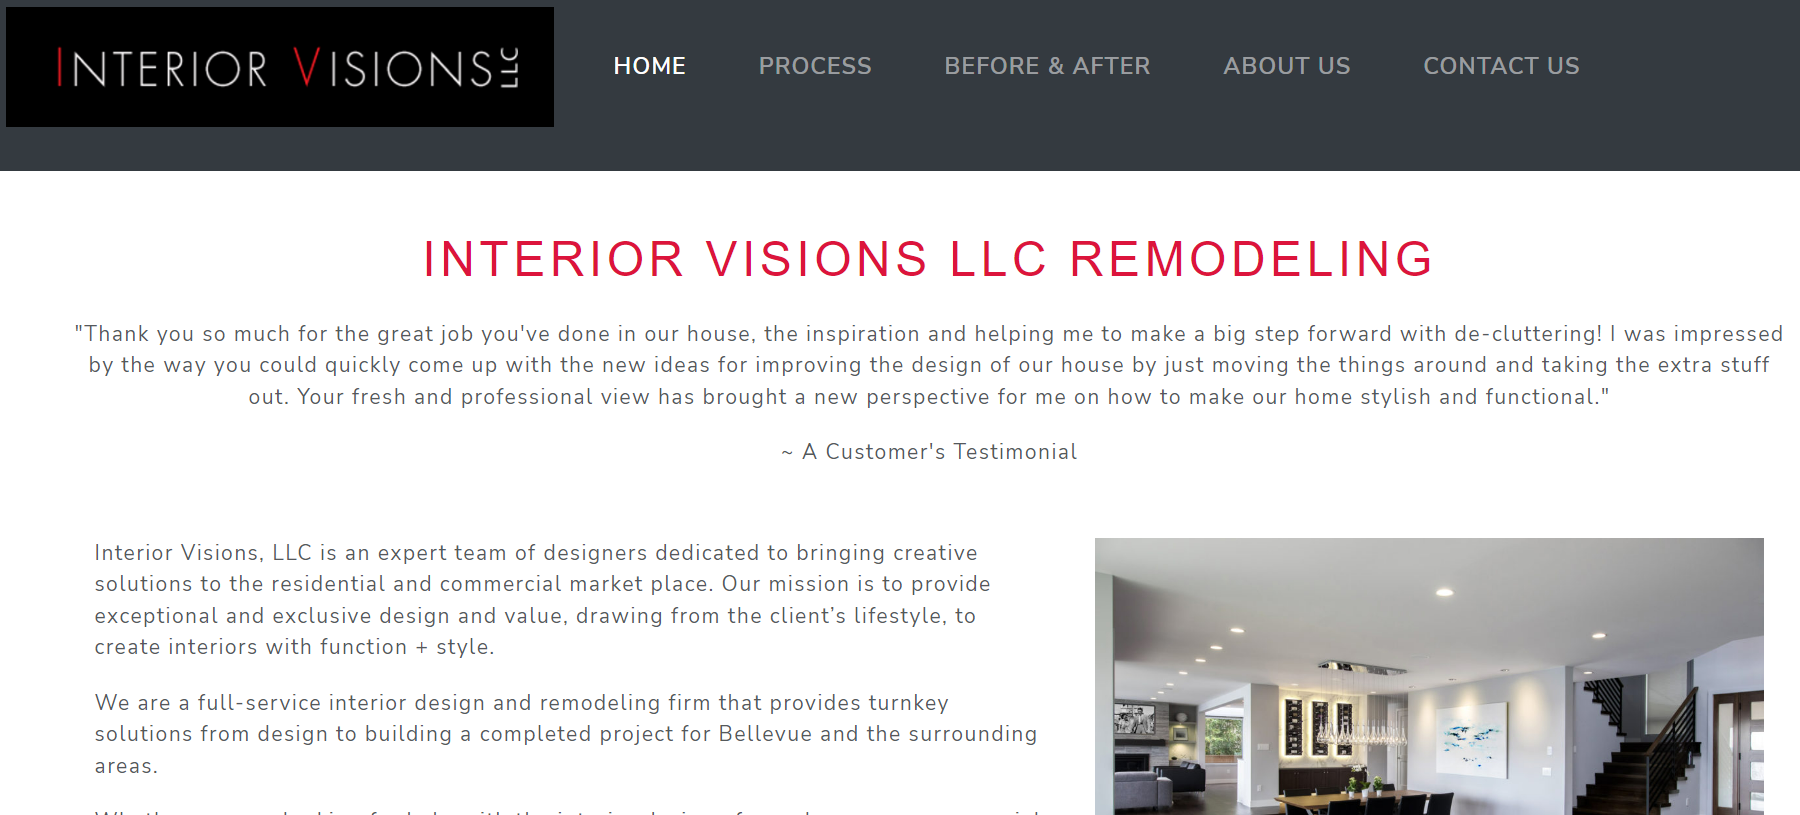 INTERIOR VISIONS LLC
HOME PROCESS BEFORE & AFTER ABOUT US CONTACT US
INTERIOR VISIONS LLC REMODELING
"Thank you so much for the great job you've done in our house, the inspiration and helping me to make a big step forward with de-cluttering! I was impressed
by the way you could quickly come up with the new ideas for improving the design of our house by just moving the things around and taking the extra stuff
out. Your fresh and professional view has brought a new perspective for me on how to make our home stylish and functional."
~ A Customer's Testimonial
Interior Visions, LLC is an expert team of designers dedicated to bringing creative
solutions to the residential and commercial market place. Our mission is to provide
exceptional and exclusive design and value, drawing from the client’s lifestyle, to
create interiors with function + style.
We are a full-service interior design and remodeling firm that provides turnkey
solutions from design to building a completed project for Bellevue and the surrounding
areas.